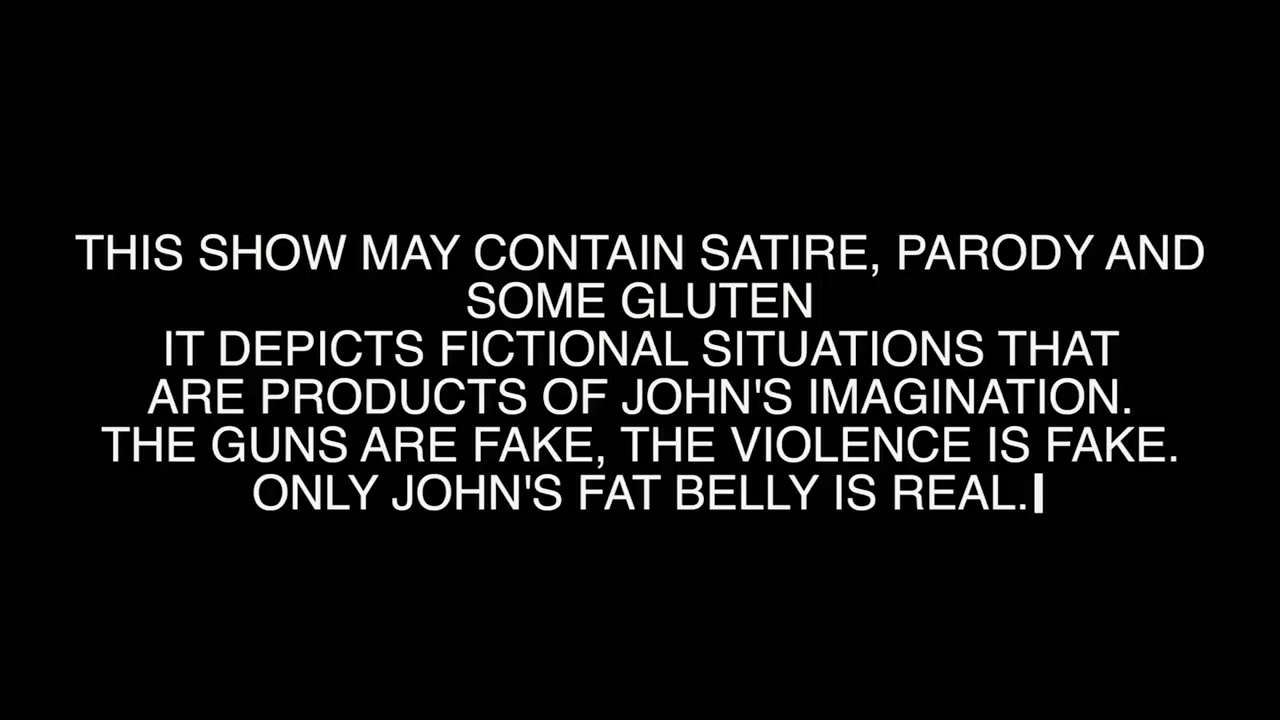 THIS SHOW MAY CONTAIN SATIRE, PARODY AND
SOME GLUTEN
IT DEPICTS FICTIONAL SITUATIONS THAT
ARE PRODUCTS OF JOHN'S IMAGINATION.
THE GUNS ARE FAKE, THE VIOLENCE IS FAKE.
ONLY JOHN'S FAT BELLY IS REAL.